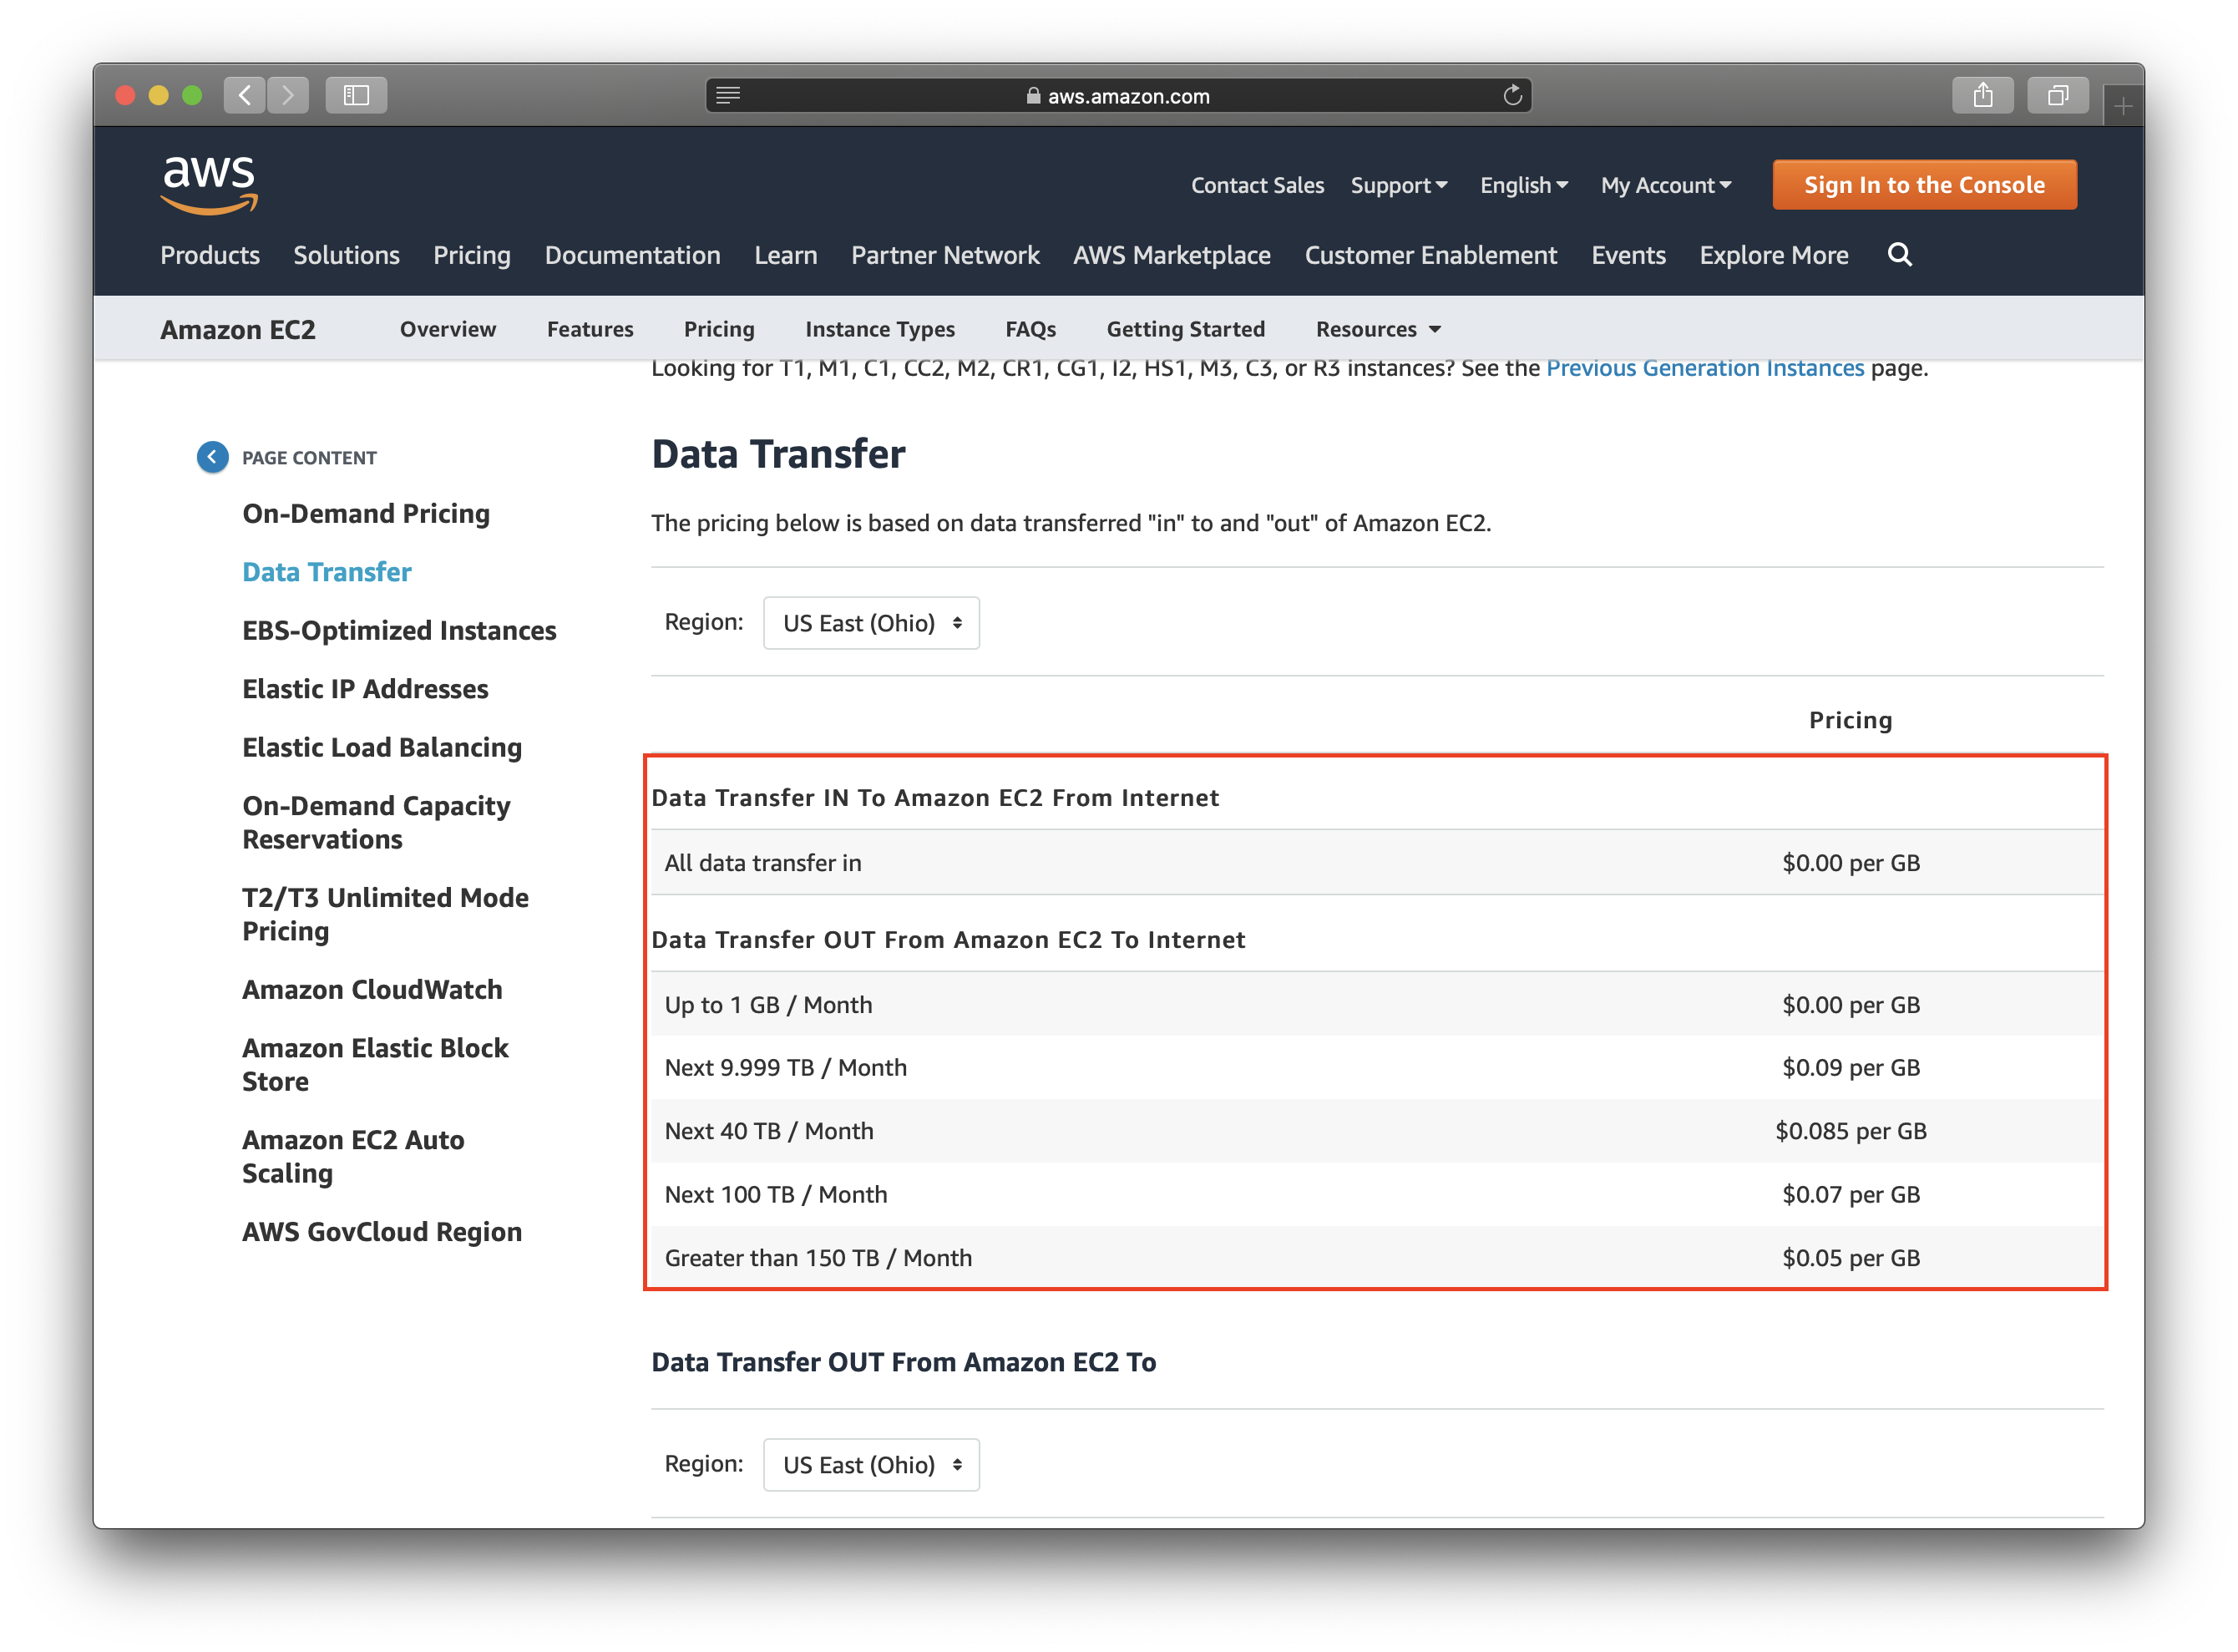 aws.amazon.com
aws
Contact Sales Support English My Account Sign In to the Console
Products Solutions Pricing Documentation Learn Partner Network AWS Marketplace Customer Enablement Events Explore More
Amazon EC2 Overview Features Pricing Instance Types FAQs Getting Started Resources
Looking for T1, M1, C1, CC2, M2, CR1, CG1, I2, HS1, M3, C3, or R3 instances? See the Previous Generation Instances page.
PAGE CONTENT
On-Demand Pricing
Data Transfer
EBS-Optimized Instances
Elastic IP Addresses
Elastic Load Balancing
On-Demand Capacity
Reservations
T2/T3 Unlimited Mode
Pricing
Amazon CloudWatch
Amazon Elastic Block
Store
Amazon EC2 Auto
Scaling
AWS GovCloud Region
Data Transfer
The pricing below is based on data transferred "in" to and "out" of Amazon EC2.
Region: US East (Ohio)
Pricing
Data Transfer IN To Amazon EC2 From Internet
All data transfer in $0.00 per GB
Data Transfer OUT From Amazon EC2 To Internet
Up to 1 GB / Month $0.00 per GB
Next 9.999 TB / Month $0.09 per GB
Next 40 TB / Month $0.085 per GB
Next 100 TB / Month $0.07 per GB
Greater than 150 TB / Month $0.05 per GB
Data Transfer OUT From Amazon EC2 To
Region: US East (Ohio)